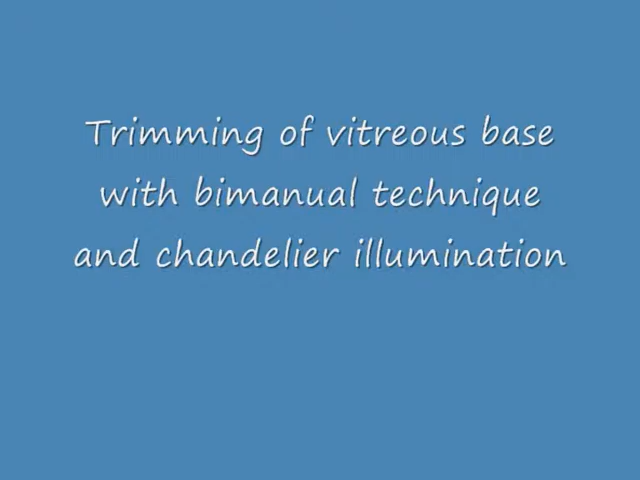 Trimming of vitreous base
with bimanual technique
and chandelier illumination